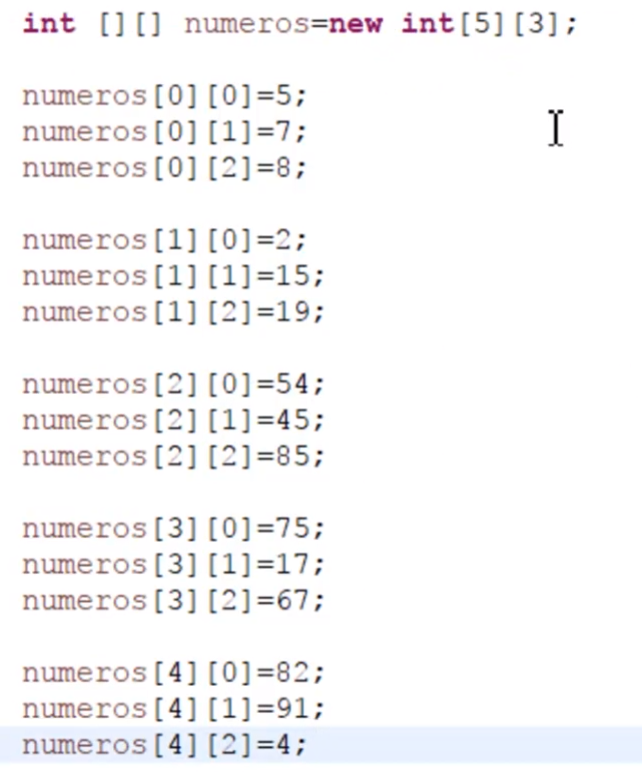 int [][] numeros=new int[5][3];
numeros[0][0]=5;
numeros[0][1]=7;
numeros[0][2]=8;
numeros[1][0]=2;
numeros[1][1]=15;
numeros[1][2]=19;
numeros[2][0]=54;
numeros[2][1]=45;
numeros[2][2]=85;
numeros[3][0]=75;
numeros[3][1]=17;
numeros[3][2]=67;
numeros[4][0]=82;
numeros[4][1]=91;
numeros[4][2]=4;